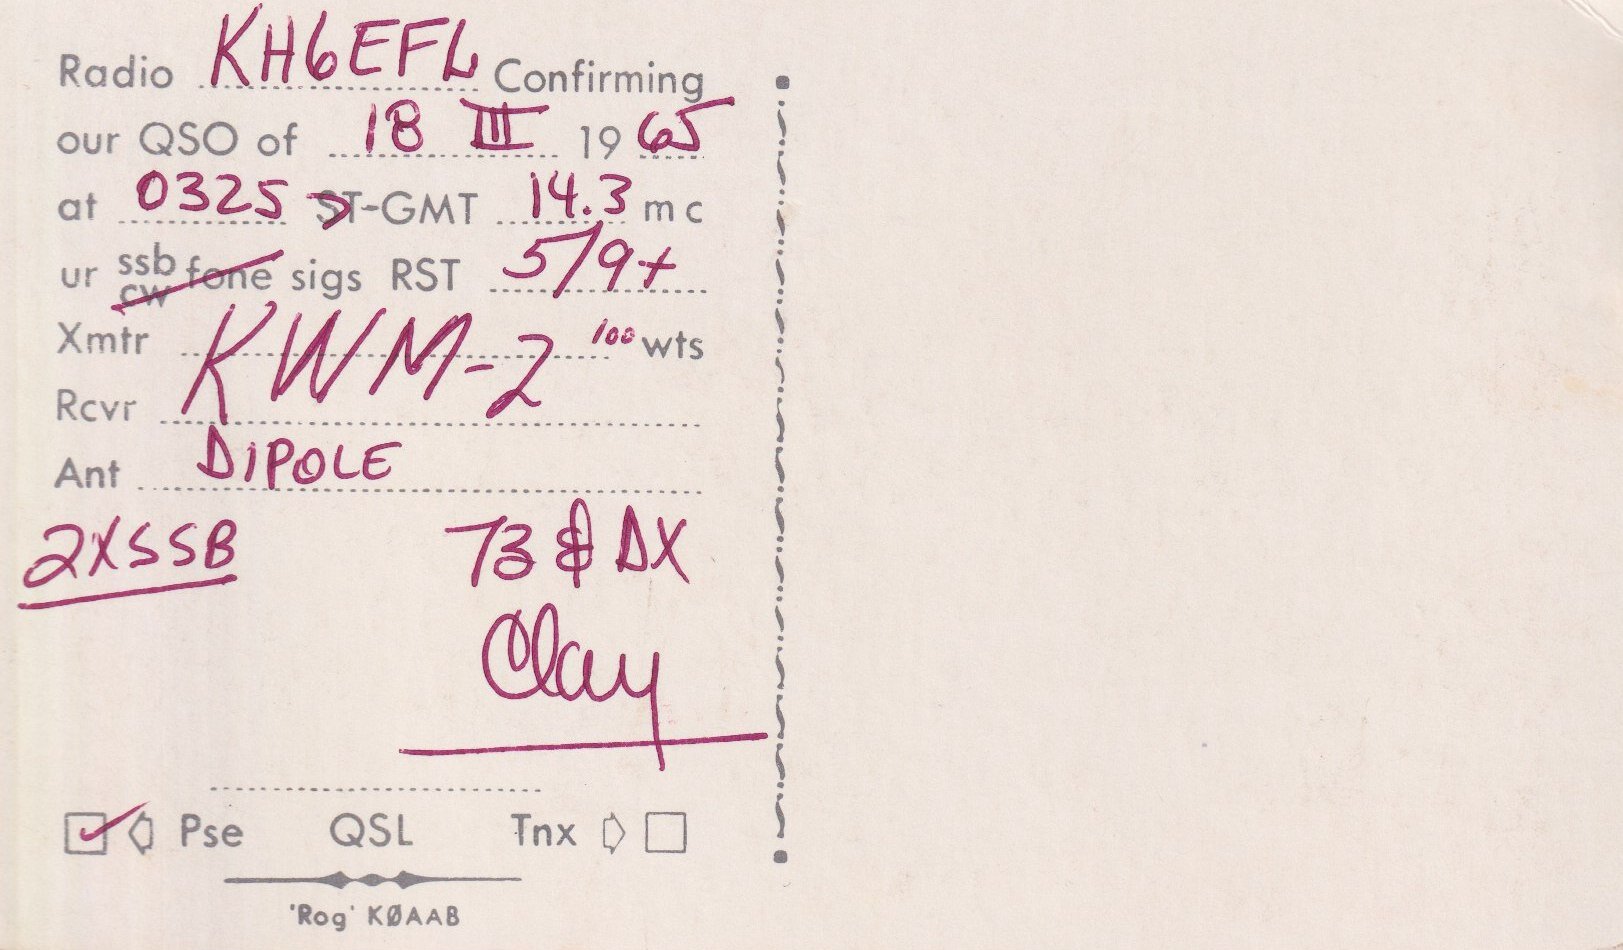 Radio KH6EFL Confirming
our QSO of 18 III 1965
at 0325 ST-GMT 14.3 mc
ur ssb cw fone sigs RST 5/9+
Xmtr KWM-2 100 wts
Rcvr
Ant DIPOLE
2XSSB 73 & DX
Clay
Pse QSL Tnx
'Rog' KØAAB